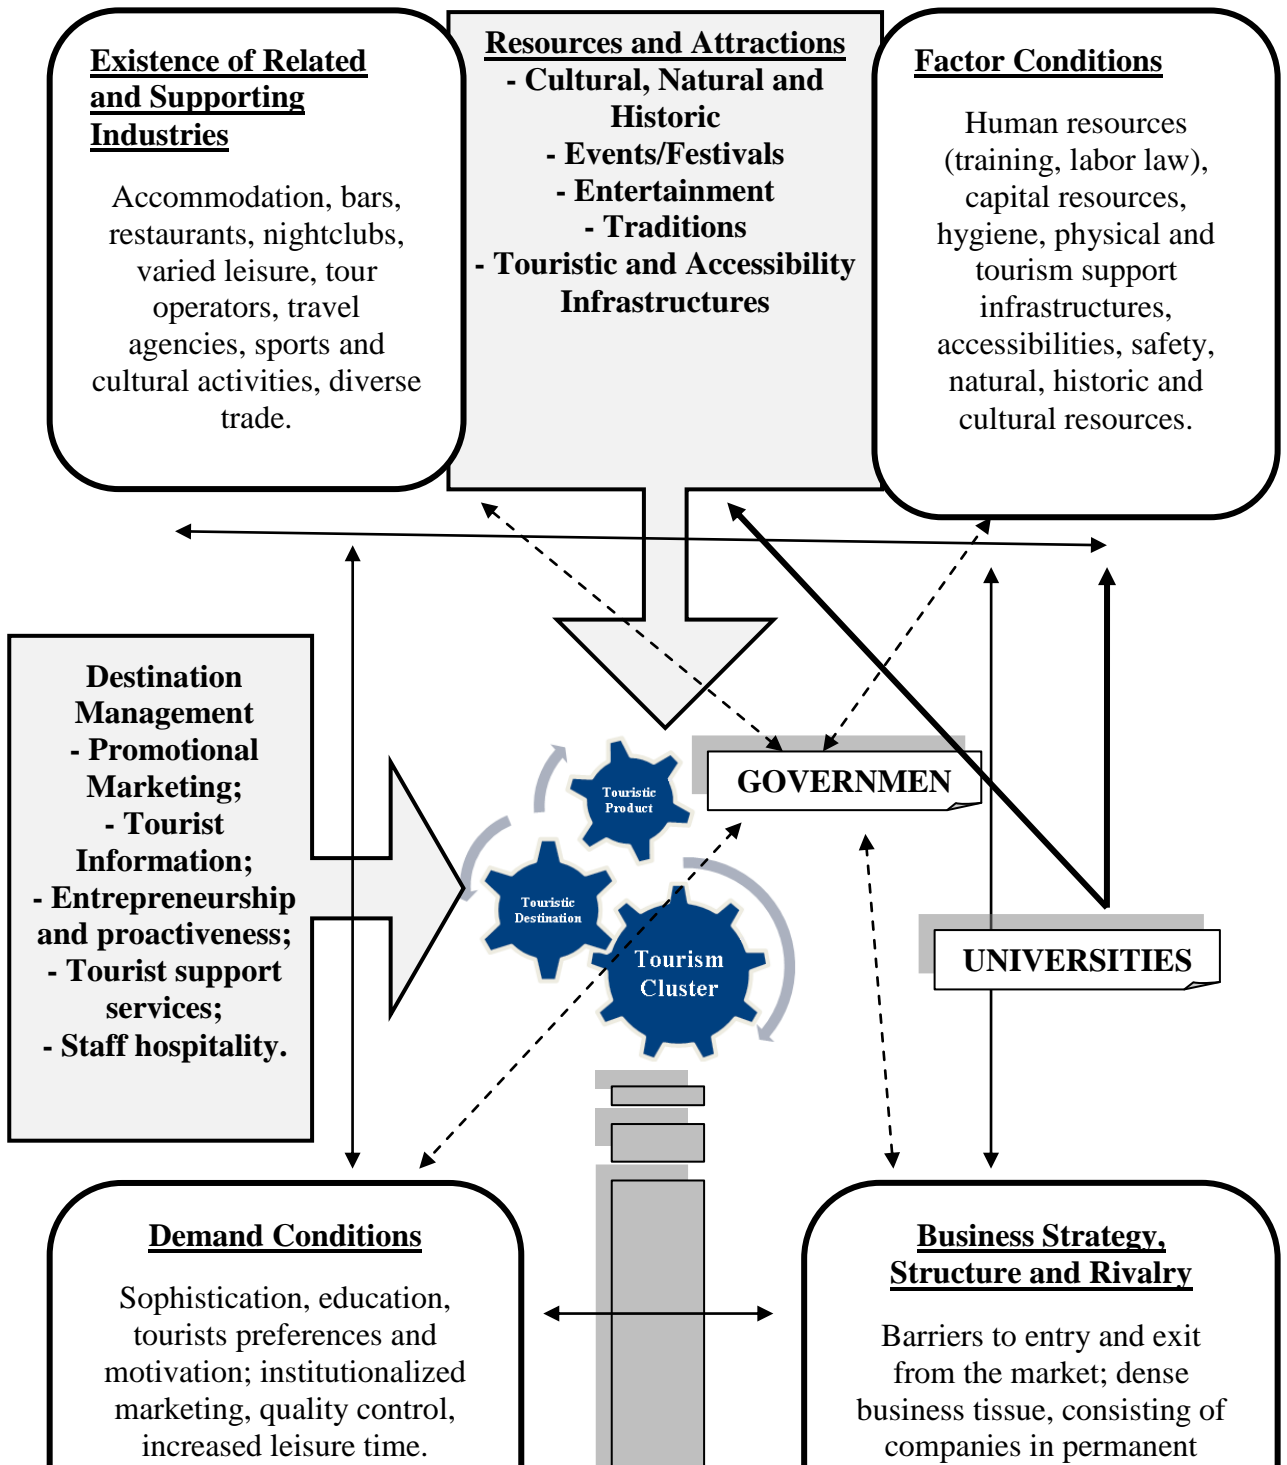 Existence of Related
and Supporting
Industries
Accommodation, bars,
restaurants, nightclubs,
varied leisure, tour
operators, travel
agencies, sports and
cultural activities, diverse
trade.
Resources and Attractions
- Cultural, Natural and
Historic
- Events/Festivals
- Entertainment
- Traditions
- Touristic and Accessibility
Infrastructures
Factor Conditions
Human resources
(training, labor law),
capital resources,
hygiene, physical and
tourism support
infrastructures,
accessibilities, safety,
natural, historic and
cultural resources.
Destination
Management
- Promotional
Marketing;
- Tourist
Information;
- Entrepreneurship
and proactiveness;
- Tourist support
services;
- Staff hospitality.
Touristic
Product
Touristic
Destination
Tourism
Cluster
GOVERNMEN
UNIVERSITIES
Demand Conditions
Sophistication, education,
tourists preferences and
motivation; institutionalized
marketing, quality control,
increased leisure time.
Business Strategy,
Structure and Rivalry
Barriers to entry and exit
from the market; dense
business tissue, consisting of
companies in permanent